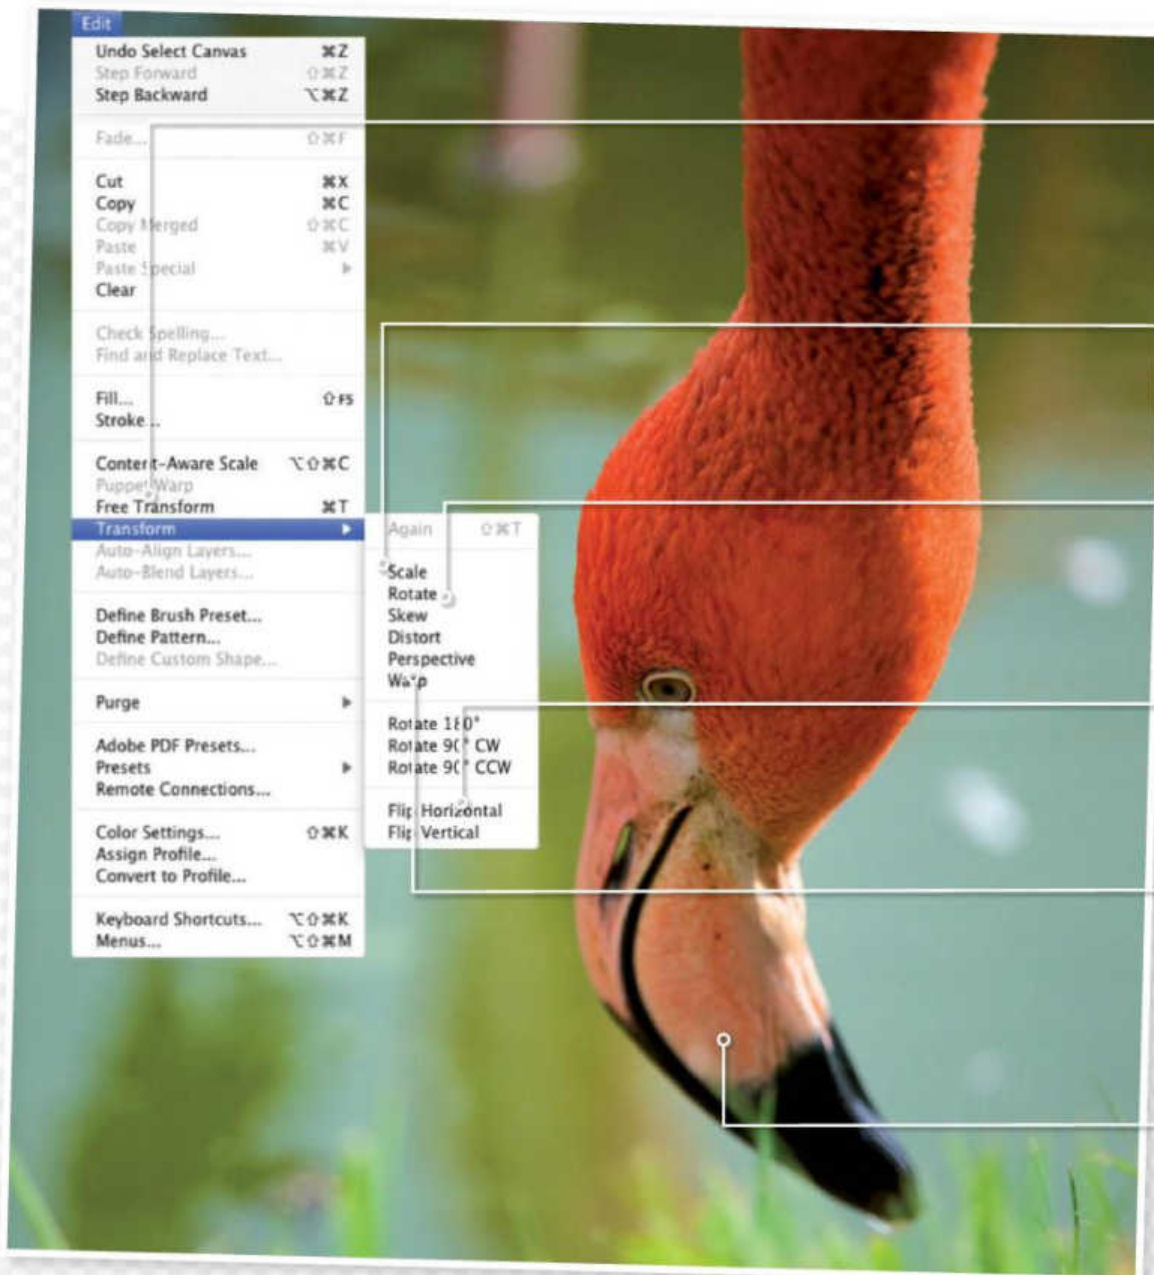 Edit
Undo Select Canvas ⌘Z
Step Forward ⇧⌘Z
Step Backward ⌥⌘Z
Fade... ⇧⌘F
Cut ⌘X
Copy ⌘C
Copy Merged ⇧⌘C
Paste ⌘V
Paste Special ▶
Clear
Check Spelling...
Find and Replace Text...
Fill... ⇧F5
Stroke...
Content-Aware Scale ⌥⇧⌘C
Puppet Warp
Free Transform ⌘T
Transform ▶
Auto-Align Layers...
Auto-Blend Layers...
Define Brush Preset...
Define Pattern...
Define Custom Shape...
Purge ▶
Adobe PDF Presets...
Presets ▶
Remote Connections...
Color Settings... ⇧⌘K
Assign Profile...
Convert to Profile...
Keyboard Shortcuts... ⌥⇧⌘K
Menus... ⌥⇧⌘M
Again ⇧⌘T
Scale
Rotate
Skew
Distort
Perspective
Warp
Rotate 180°
Rotate 90° CW
Rotate 90° CCW
Flip Horizontal
Flip Vertical